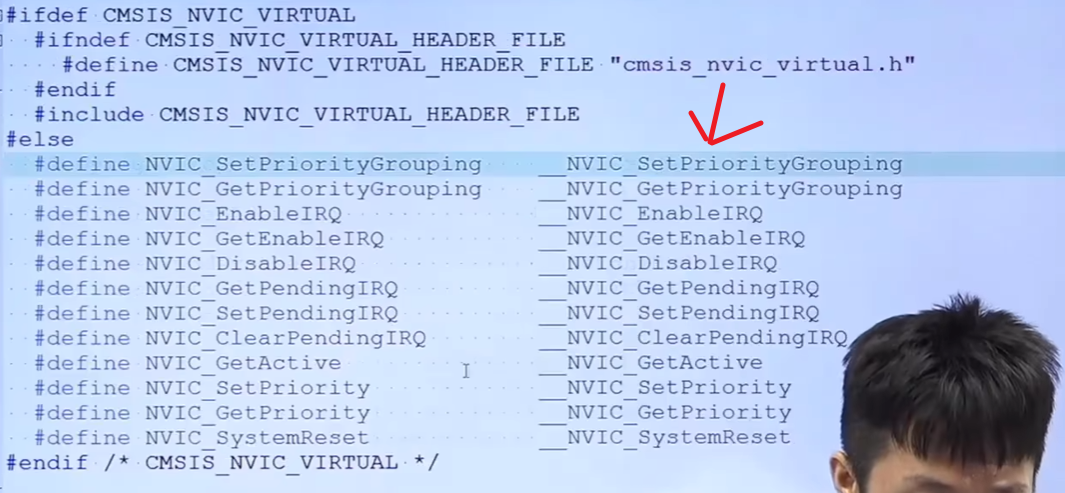 #ifdef CMSIS_NVIC_VIRTUAL
#ifndef CMSIS_NVIC_VIRTUAL_HEADER_FILE
#define CMSIS_NVIC_VIRTUAL_HEADER_FILE "cmsis_nvic_virtual.h"
#endif
#include CMSIS_NVIC_VIRTUAL_HEADER_FILE
#else
#define NVIC_SetPriorityGrouping __NVIC_SetPriorityGrouping
#define NVIC_GetPriorityGrouping __NVIC_GetPriorityGrouping
#define NVIC_EnableIRQ __NVIC_EnableIRQ
#define NVIC_GetEnableIRQ __NVIC_GetEnableIRQ
#define NVIC_DisableIRQ __NVIC_DisableIRQ
#define NVIC_GetPendingIRQ __NVIC_GetPendingIRQ
#define NVIC_SetPendingIRQ __NVIC_SetPendingIRQ
#define NVIC_ClearPendingIRQ __NVIC_ClearPendingIRQ
#define NVIC_GetActive __NVIC_GetActive
#define NVIC_SetPriority __NVIC_SetPriority
#define NVIC_GetPriority __NVIC_GetPriority
#define NVIC_SystemReset __NVIC_SystemReset
#endif /* CMSIS_NVIC_VIRTUAL */